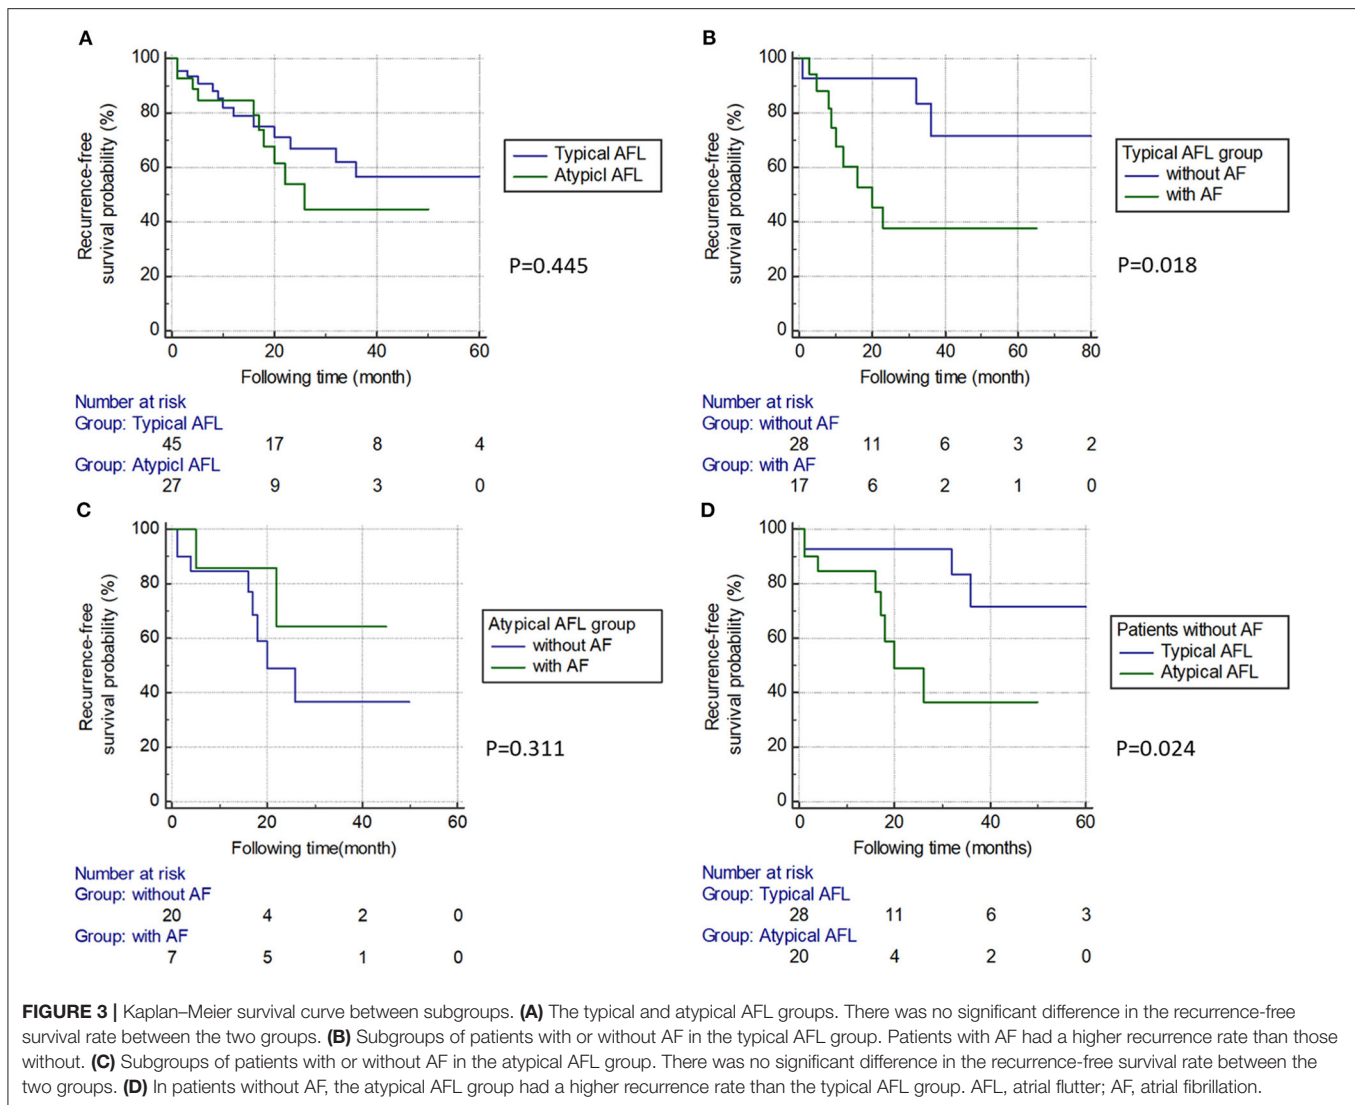 A
100
80
60
40
20
0
Recurrence-free
survival probability (%)
0 20 40 60
Following time (month)
Typical AFL
Atypicl AFL
P=0.445
Number at risk
Group: Typical AFL
45 17 8 4
Group: Atypicl AFL
27 9 3 0
B
100
80
60
40
20
0
Recurrence-free
survival probability (%)
0 20 40 60 80
Following time (month)
Typical AFL group
without AF
with AF
P=0.018
Number at risk
Group: without AF
28 11 6 3 2
Group: with AF
17 6 2 1 0
C
100
80
60
40
20
0
Recurrence-free
survival probability (%)
0 20 40 60
Following time(month)
Atypical AFL group
without AF
with AF
P=0.311
Number at risk
Group: without AF
20 4 2 0
Group: with AF
7 5 1 0
D
100
80
60
40
20
0
Recurrence-free
survival probability (%)
0 20 40 60
Following time (months)
Patients without AF
Typical AFL
Atypical AFL
P=0.024
Number at risk
Group: Typical AFL
28 11 6 3
Group: Atypical AFL
20 4 2 0
FIGURE 3 | Kaplan–Meier survival curve between subgroups. (A) The typical and atypical AFL groups. There was no significant difference in the recurrence-free
survival rate between the two groups. (B) Subgroups of patients with or without AF in the typical AFL group. Patients with AF had a higher recurrence rate than those
without. (C) Subgroups of patients with or without AF in the atypical AFL group. There was no significant difference in the recurrence-free survival rate between the
two groups. (D) In patients without AF, the atypical AFL group had a higher recurrence rate than the typical AFL group. AFL, atrial flutter; AF, atrial fibrillation.